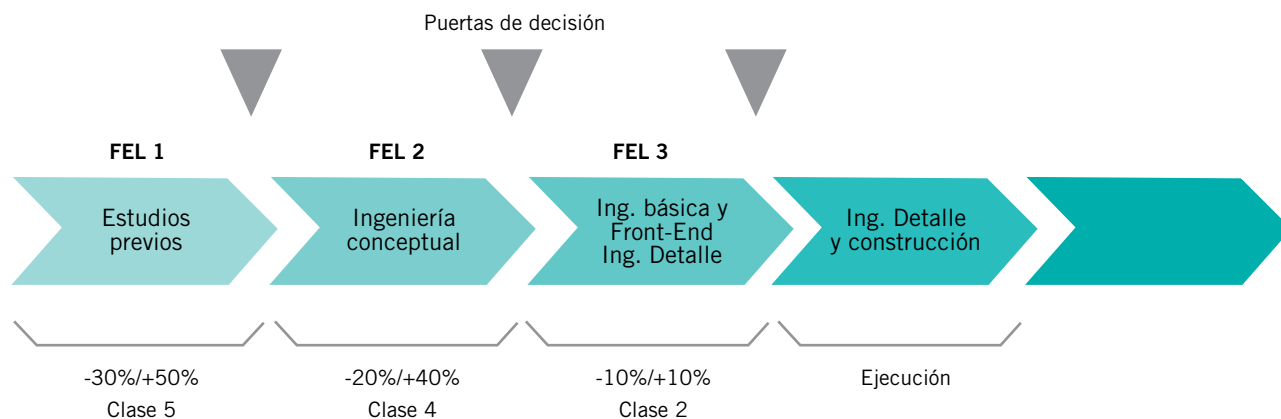 Puertas de decisión
FEL 1
FEL 2
FEL 3
Estudios
previos
Ingeniería
conceptual
Ing. básica y
Front-End
Ing. Detalle
Ing. Detalle
y construcción
-30%/+50%
Clase 5
-20%/+40%
Clase 4
-10%/+10%
Clase 2
Ejecución